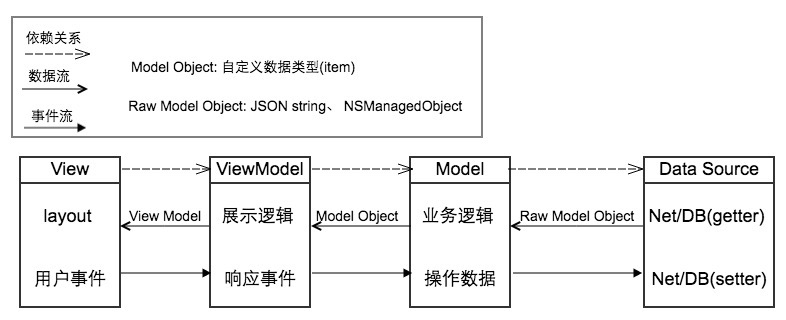 依赖关系
Model Object: 自定义数据类型(item)
数据流
Raw Model Object: JSON string、 NSManagedObject
事件流
View
ViewModel
Model
Data Source
layout
View Model
展示逻辑
Model Object
业务逻辑
Raw Model Object
Net/DB(getter)
用户事件
响应事件
操作数据
Net/DB(setter)